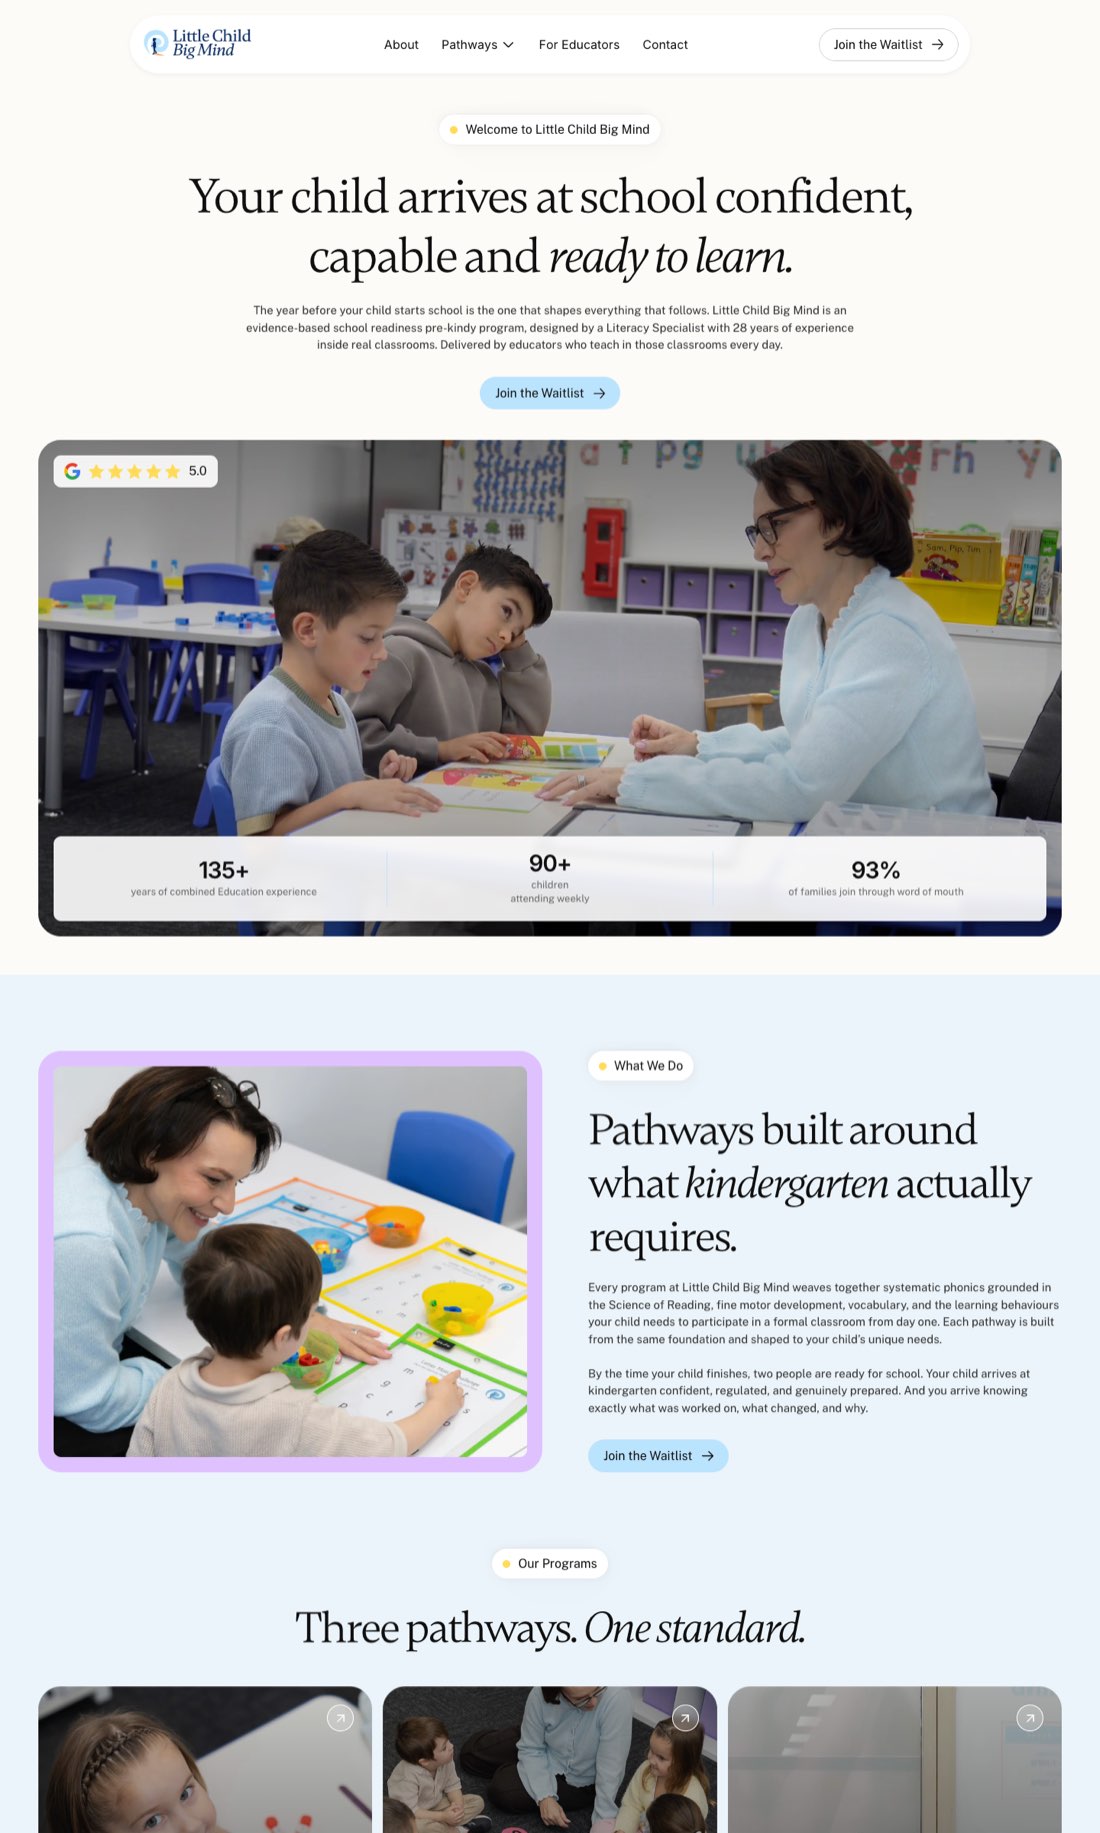 Little Child
Big Mind
About
Pathways
For Educators
Contact
Join the Waitlist
Welcome to Little Child Big Mind
Your child arrives at school confident,
capable and ready to learn.
The year before your child starts school is the one that shapes everything that follows. Little Child Big Mind is an
evidence-based school readiness pre-kindy program, designed by a Literacy Specialist with 28 years of experience
inside real classrooms. Delivered by educators who teach in those classrooms every day.
Join the Waitlist
5.0
a t p g u
rh y
Sam, Pip, Tim
135+
years of combined Education experience
90+
children
attending weekly
93%
of families join through word of mouth
What We Do
Pathways built around
what kindergarten actually
requires.
Every program at Little Child Big Mind weaves together systematic phonics grounded in
the Science of Reading, fine motor development, vocabulary, and the learning behaviours
your child needs to participate in a formal classroom from day one. Each pathway is built
from the same foundation and shaped to your child's unique needs.
By the time your child finishes, two people are ready for school. Your child arrives at
kindergarten confident, regulated, and genuinely prepared. And you arrive knowing
exactly what was worked on, what changed, and why.
Join the Waitlist
Our Programs
Three pathways. One standard.